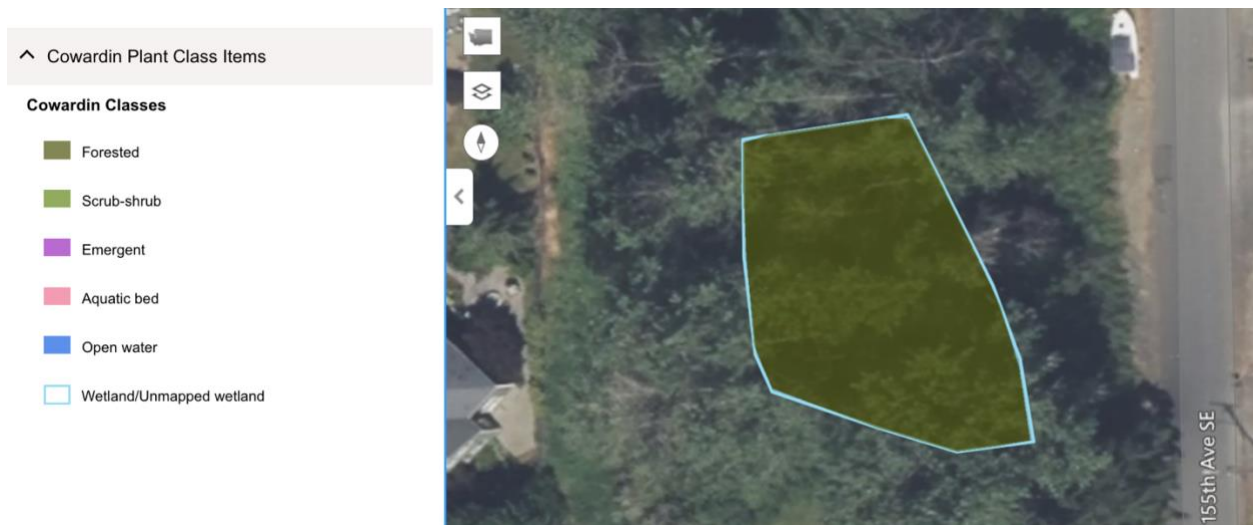 Cowardin Plant Class Items
Cowardin Classes
Forested
Scrub-shrub
Emergent
Aquatic bed
Open water
Wetland/Unmapped wetland
155th Ave SE